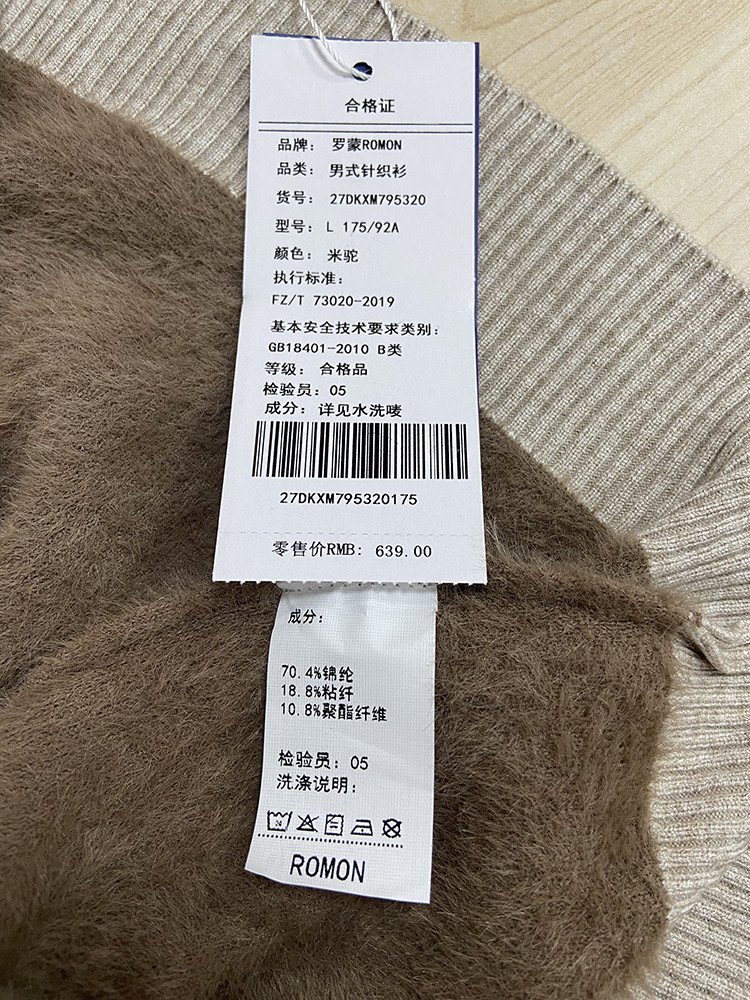 合格证
品牌： 罗蒙ROMON
品类： 男式针织衫
货号： 27DKXM795320
型号： L 175/92A
颜色： 米驼
执行标准：
FZ/T 73020-2019
基本安全技术要求类别：
GB18401-2010 B类
等级： 合格品
检验员：05
成分： 详见水洗唛
27DKXM795320175
零售价RMB: 639.00
成分：
70.4%锦纶
18.8%粘纤
10.8%聚酯纤维
检验员：05
洗涤说明：
ROMON